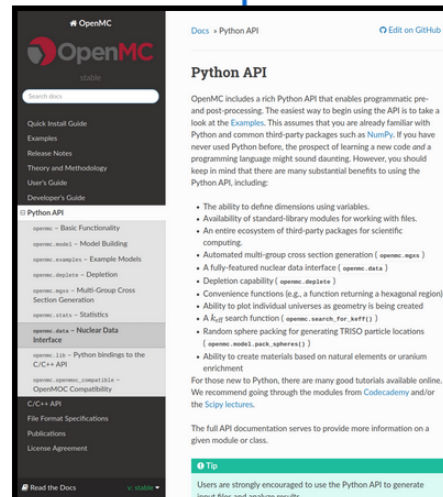 OpenMC
OpenMC
stable
Search docs
Quick Install Guide
Examples
Release Notes
Theory and Methodology
User's Guide
Developer's Guide
Python API
openmc – Basic Functionality
openmc.model – Model Building
openmc.examples – Example Models
openmc.deplete – Depletion
openmc.mgxs – Multi-Group Cross
Section Generation
openmc.stats – Statistics
openmc.data – Nuclear Data
Interface
openmc.lib – Python bindings to the
C/C++ API
openmc.openmoc_compatible –
OpenMOC Compatibility
C/C++ API
File Format Specifications
Publications
License Agreement
Read the Docs
v: stable
Docs » Python API
Edit on GitHub
Python API
OpenMC includes a rich Python API that enables programmatic pre-
and post-processing. The easiest way to begin using the API is to take a
look at the Examples. This assumes that you are already familiar with
Python and common third-party packages such as NumPy. If you have
never used Python before, the prospect of learning a new code and a
programming language might sound daunting. However, you should
keep in mind that there are many substantial benefits to using the
Python API, including:
• The ability to define dimensions using variables.
• Availability of standard-library modules for working with files.
• An entire ecosystem of third-party packages for scientific
computing.
• Automated multi-group cross section generation ( openmc.mgxs )
• A fully-featured nuclear data interface ( openmc.data )
• Depletion capability ( openmc.deplete )
• Convenience functions (e.g., a function returning a hexagonal region)
• Ability to plot individual universes as geometry is being created
• A keff search function ( openmc.search_for_keff() )
• Random sphere packing for generating TRISO particle locations
( openmc.model.pack_spheres() )
• Ability to create materials based on natural elements or uranium
enrichment
For those new to Python, there are many good tutorials available online.
We recommend going through the modules from Codecademy and/or
the Scipy lectures.
The full API documentation serves to provide more information on a
given module or class.
Tip
Users are strongly encouraged to use the Python API to generate
input files and analyze results.